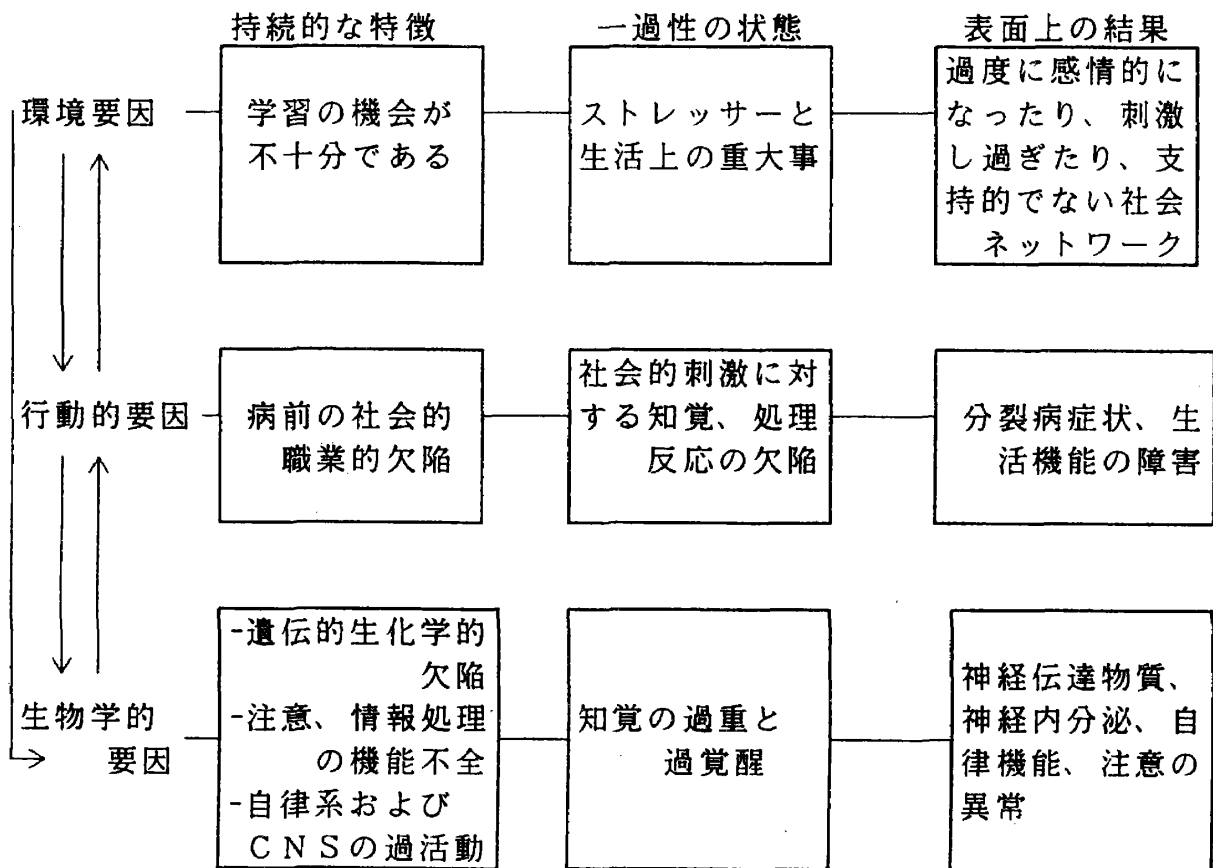 持続的な特徴
一過性の状態
表面上の結果
環境要因
学習の機会が
不十分である
ストレッサーと
生活上の重大事
過度に感情的に
なったり、刺激
し過ぎたり、支
持的でない社会
ネットワーク
行動的要因
病前の社会的
職業的欠陥
社会的刺激に対
する知覚、処理
反応の欠陥
分裂病症状、生
活機能の障害
生物学的
要因
-遺伝的生化学的
欠陥
-注意、情報処理
の機能不全
-自律系および
CNSの過活動
知覚の過重と
過覚醒
神経伝達物質、
神経内分泌、自
律機能、注意の
異常